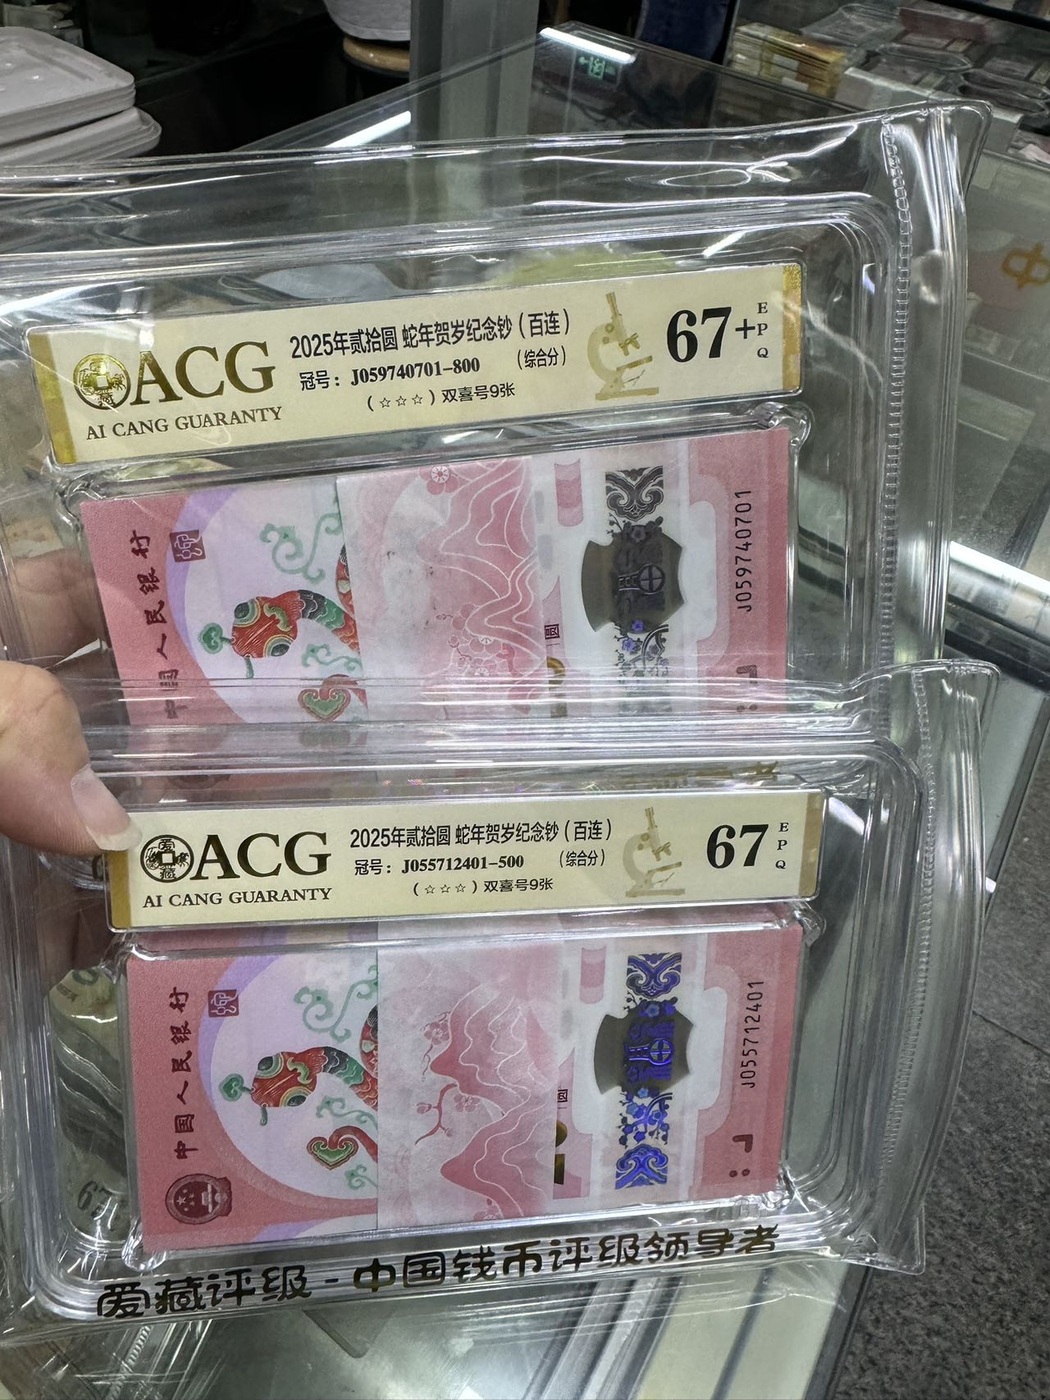 ACG
AI CANG GUARANTY
2025年贰拾圆 蛇年贺岁纪念钞（百连）
冠号：J059740701-800 （综合分）
（☆☆☆）双喜号9张
67+ EPQ
中国人民银行
圆
J059740701
ACG
AI CANG GUARANTY
2025年贰拾圆 蛇年贺岁纪念钞（百连）
冠号：J055712401-500 （综合分）
（☆☆☆）双喜号9张
67 EPQ
中国人民银行
圆
J055712401
爱藏评级-中国钱币评级领导者